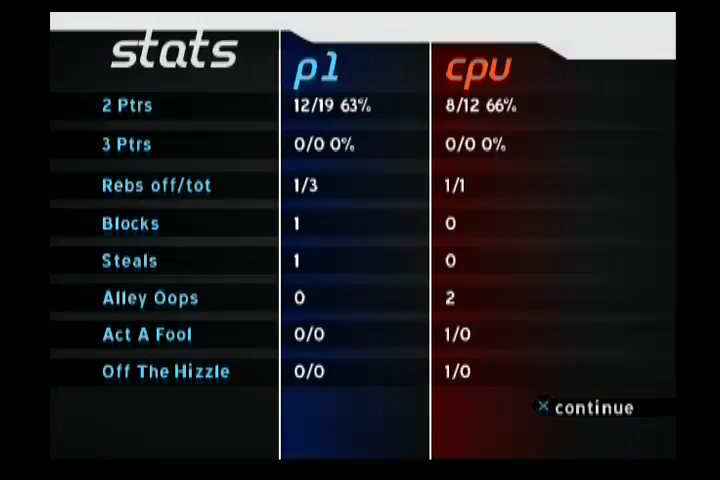 stats p1 cpu
2 Ptrs 12/19 63% 8/12 66%
3 Ptrs 0/0 0% 0/0 0%
Rebs off/tot 1/3 1/1
Blocks 1 0
Steals 1 0
Alley Oops 0 2
Act A Fool 0/0 1/0
Off The Hizzle 0/0 1/0
continue